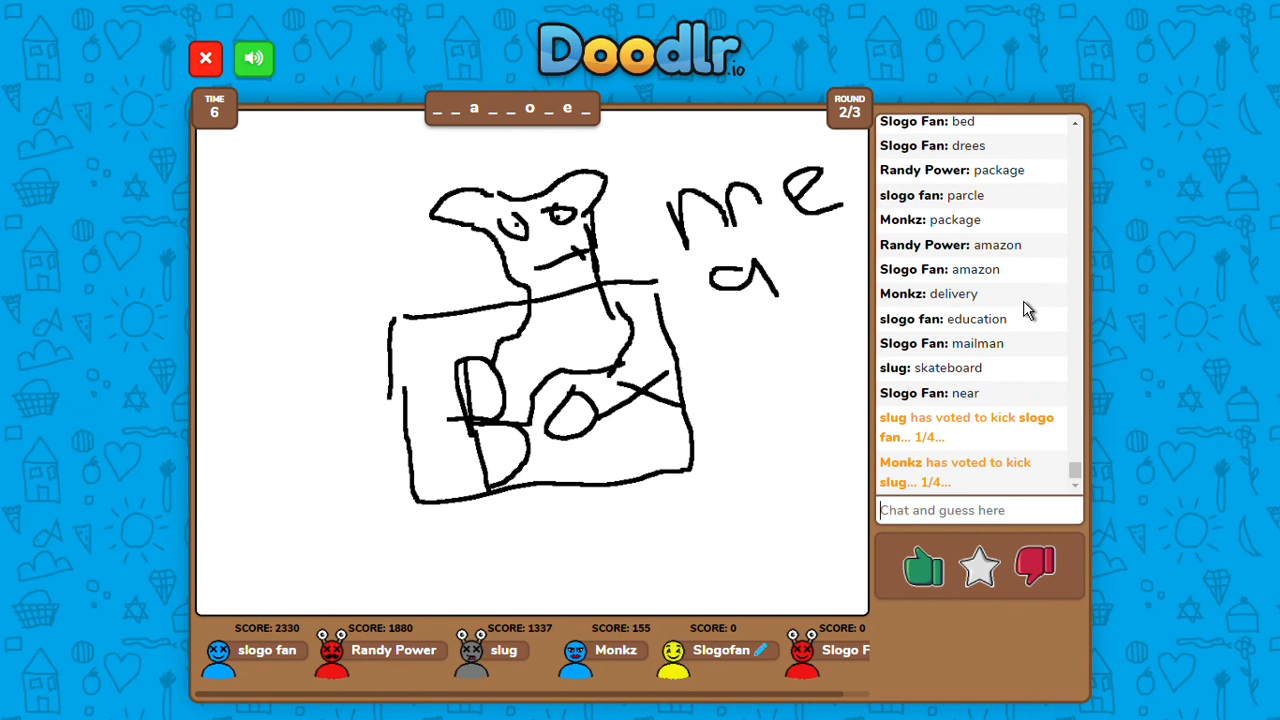 Doodlr.io
TIME
6
_ _ a _ _ o _ e _
ROUND
2/3
me
a
BOX
Slogo Fan: bed
Slogo Fan: drees
Randy Power: package
slogo fan: parcle
Monkz: package
Randy Power: amazon
Slogo Fan: amazon
Monkz: delivery
slogo fan: education
Slogo Fan: mailman
slug: skateboard
Slogo Fan: near
slug has voted to kick slogo
fan... 1/4...
Monkz has voted to kick
slug... 1/4...
Chat and guess here
SCORE: 2330
slogo fan
SCORE: 1880
Randy Power
SCORE: 1337
slug
SCORE: 155
Monkz
SCORE: 0
Slogofan
SCORE: 0
Slogo F